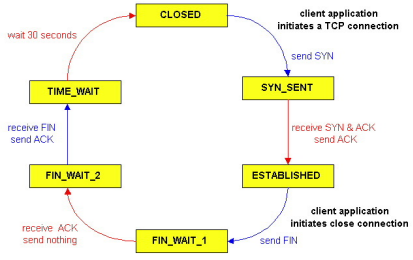 CLOSED
client application
initiates a TCP connection
wait 30 seconds
send SYN
TIME_WAIT
SYN_SENT
receive FIN
send ACK
receive SYN & ACK
send ACK
FIN_WAIT_2
ESTABLISHED
client application
initiates close connection
receive ACK
send nothing
FIN_WAIT_1
send FIN